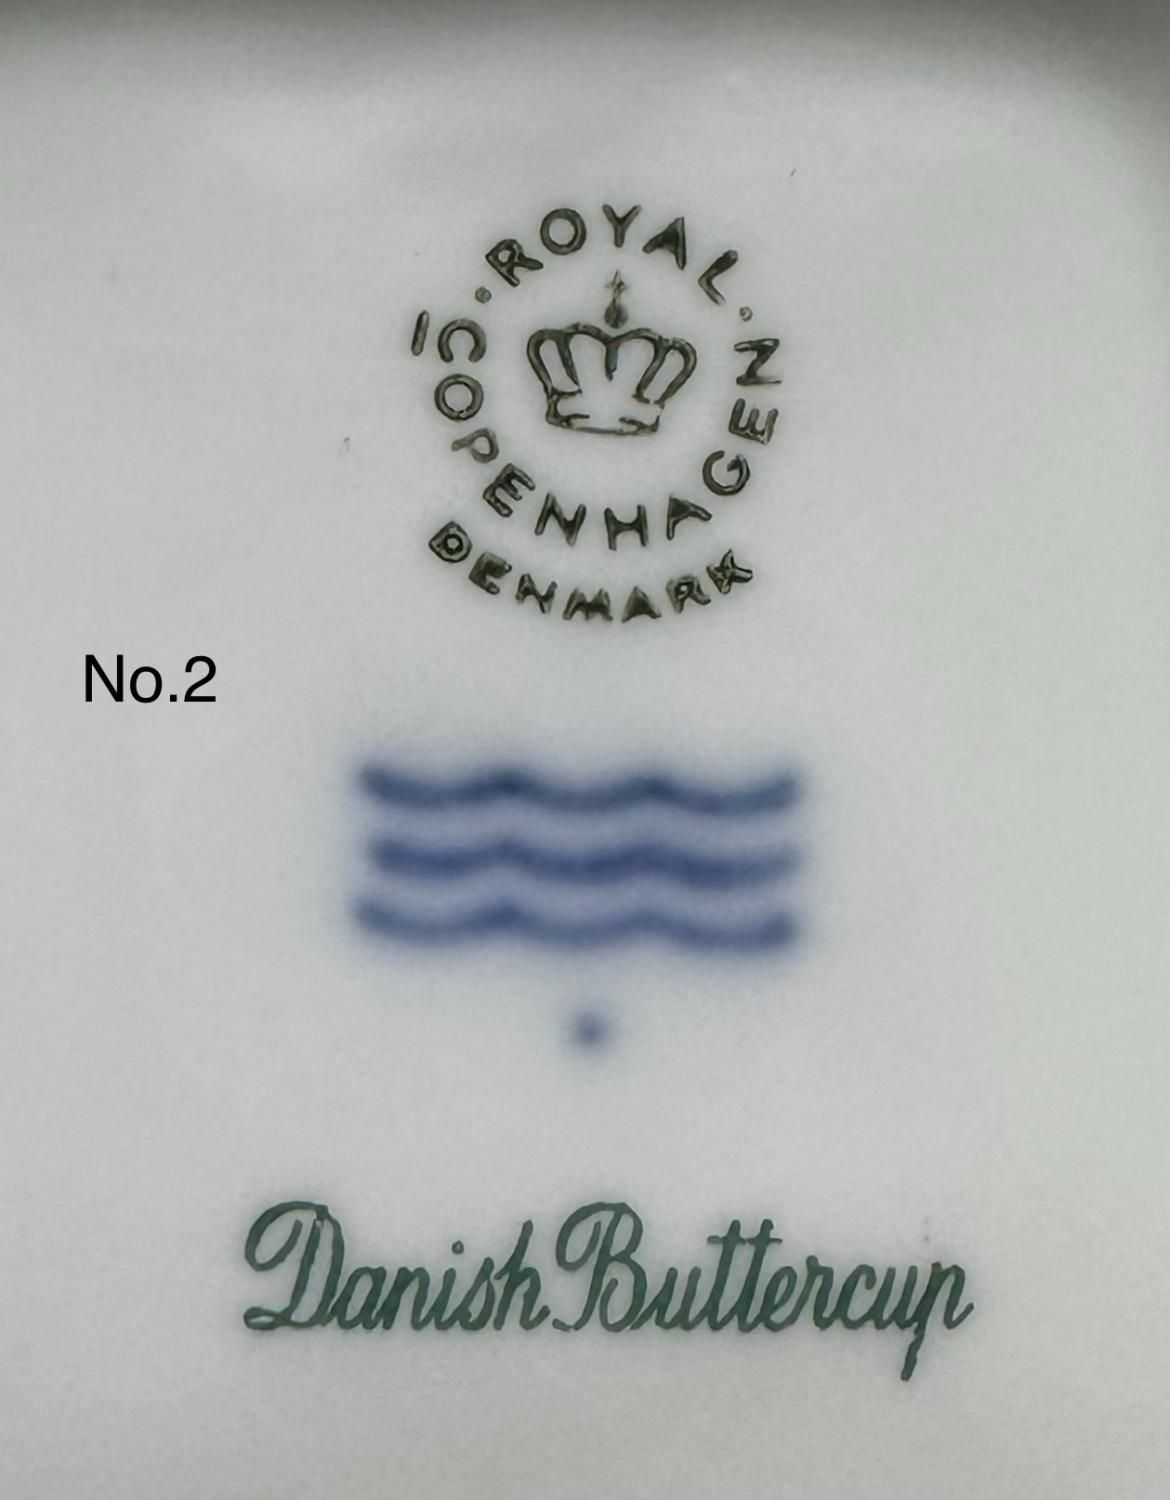 ROYAL
COPENHAGEN
DENMARK
No.2
Danish Buttercup